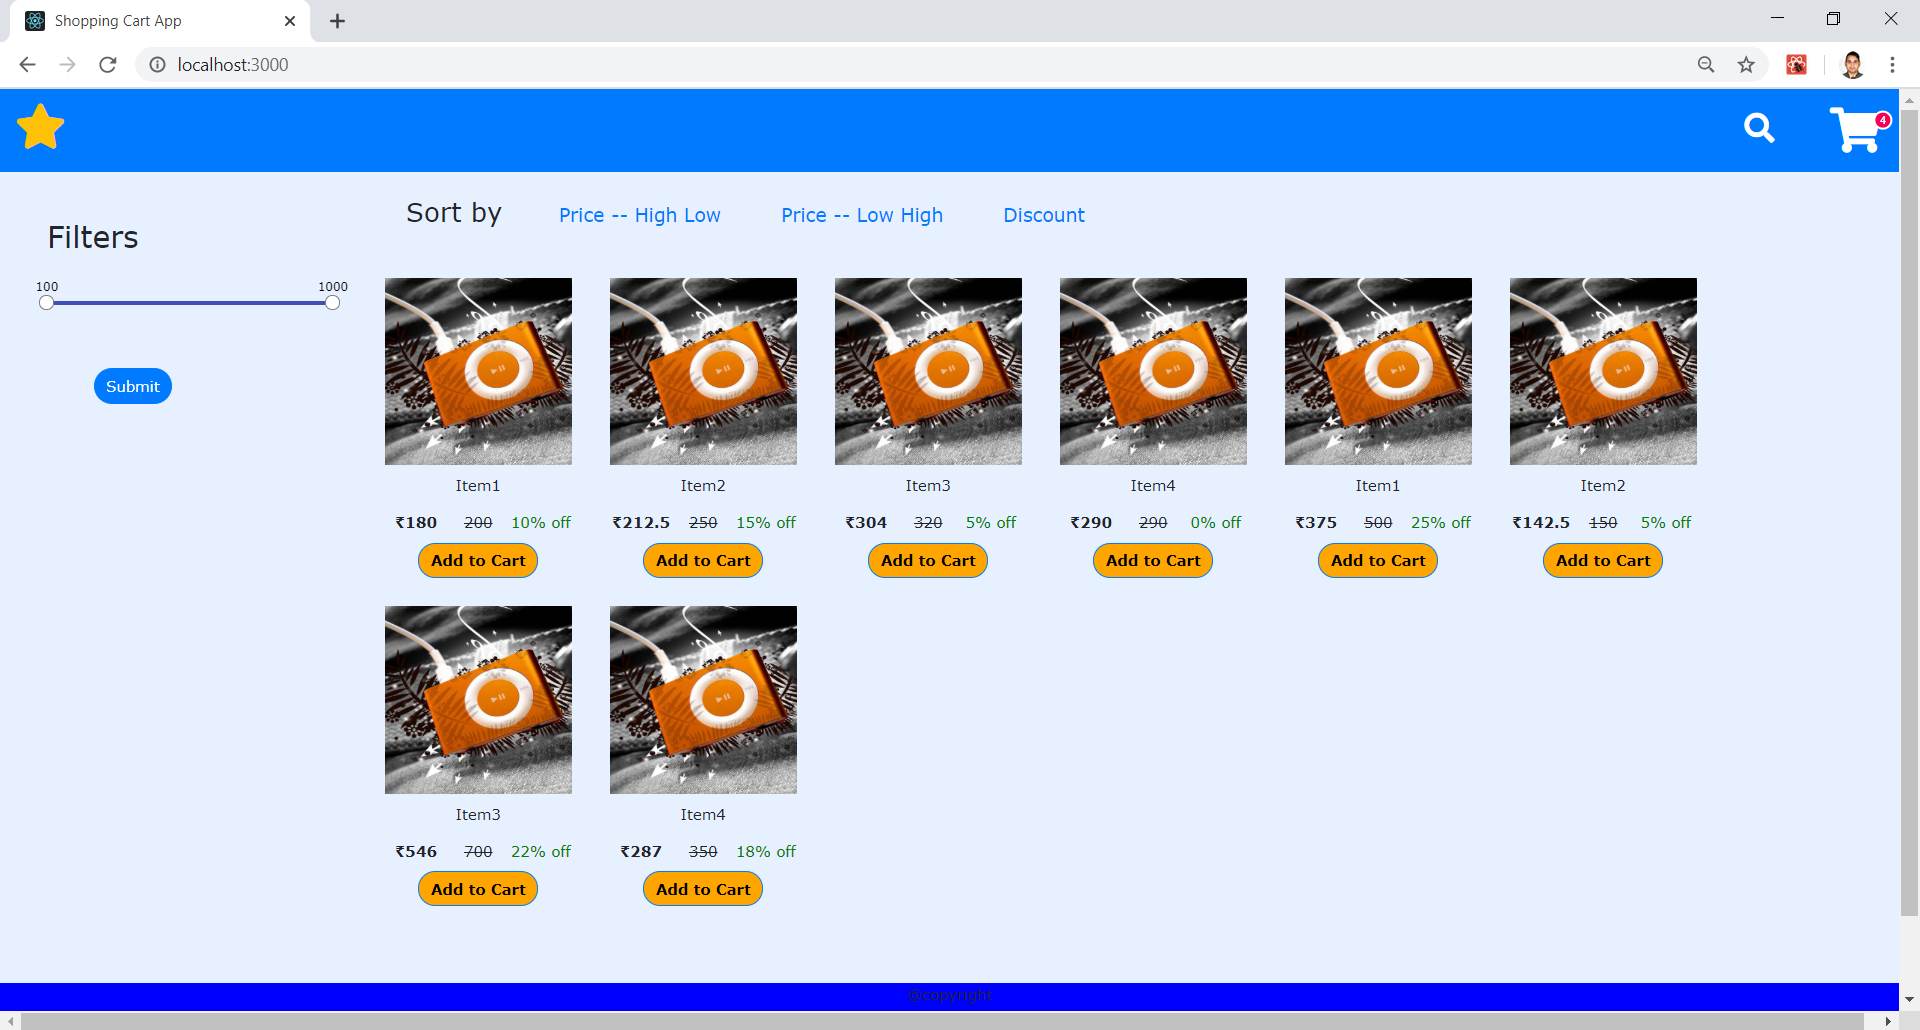 Shopping Cart App
localhost:3000
4
Sort by Price -- High Low Price -- Low High Discount
Filters
100 1000
Submit
Item1 Item2 Item3 Item4 Item1 Item2
₹180 200 10% off ₹212.5 250 15% off ₹304 320 5% off ₹290 290 0% off ₹375 500 25% off ₹142.5 150 5% off
Add to Cart Add to Cart Add to Cart Add to Cart Add to Cart Add to Cart
Item3 Item4
₹546 700 22% off ₹287 350 18% off
Add to Cart Add to Cart
@copyright